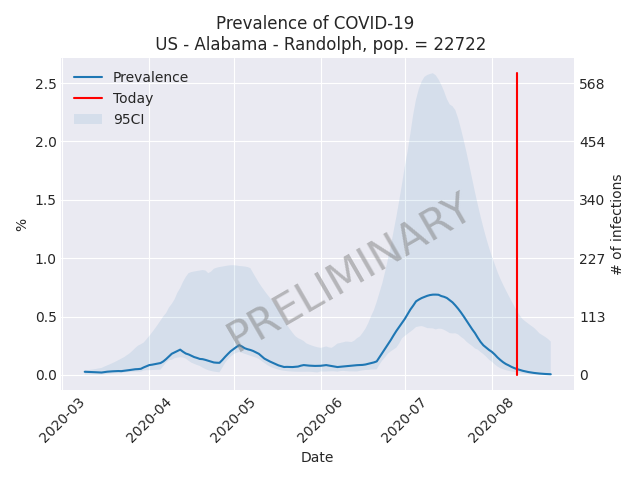 Prevalence of COVID-19
US - Alabama - Randolph, pop. = 22722
Prevalence
Today
95CI
PRELIMINARY
%
2.5
2.0
1.5
1.0
0.5
0.0
568
454
340
227
113
0
# of infections
2020-03
2020-04
2020-05
2020-06
2020-07
2020-08
Date